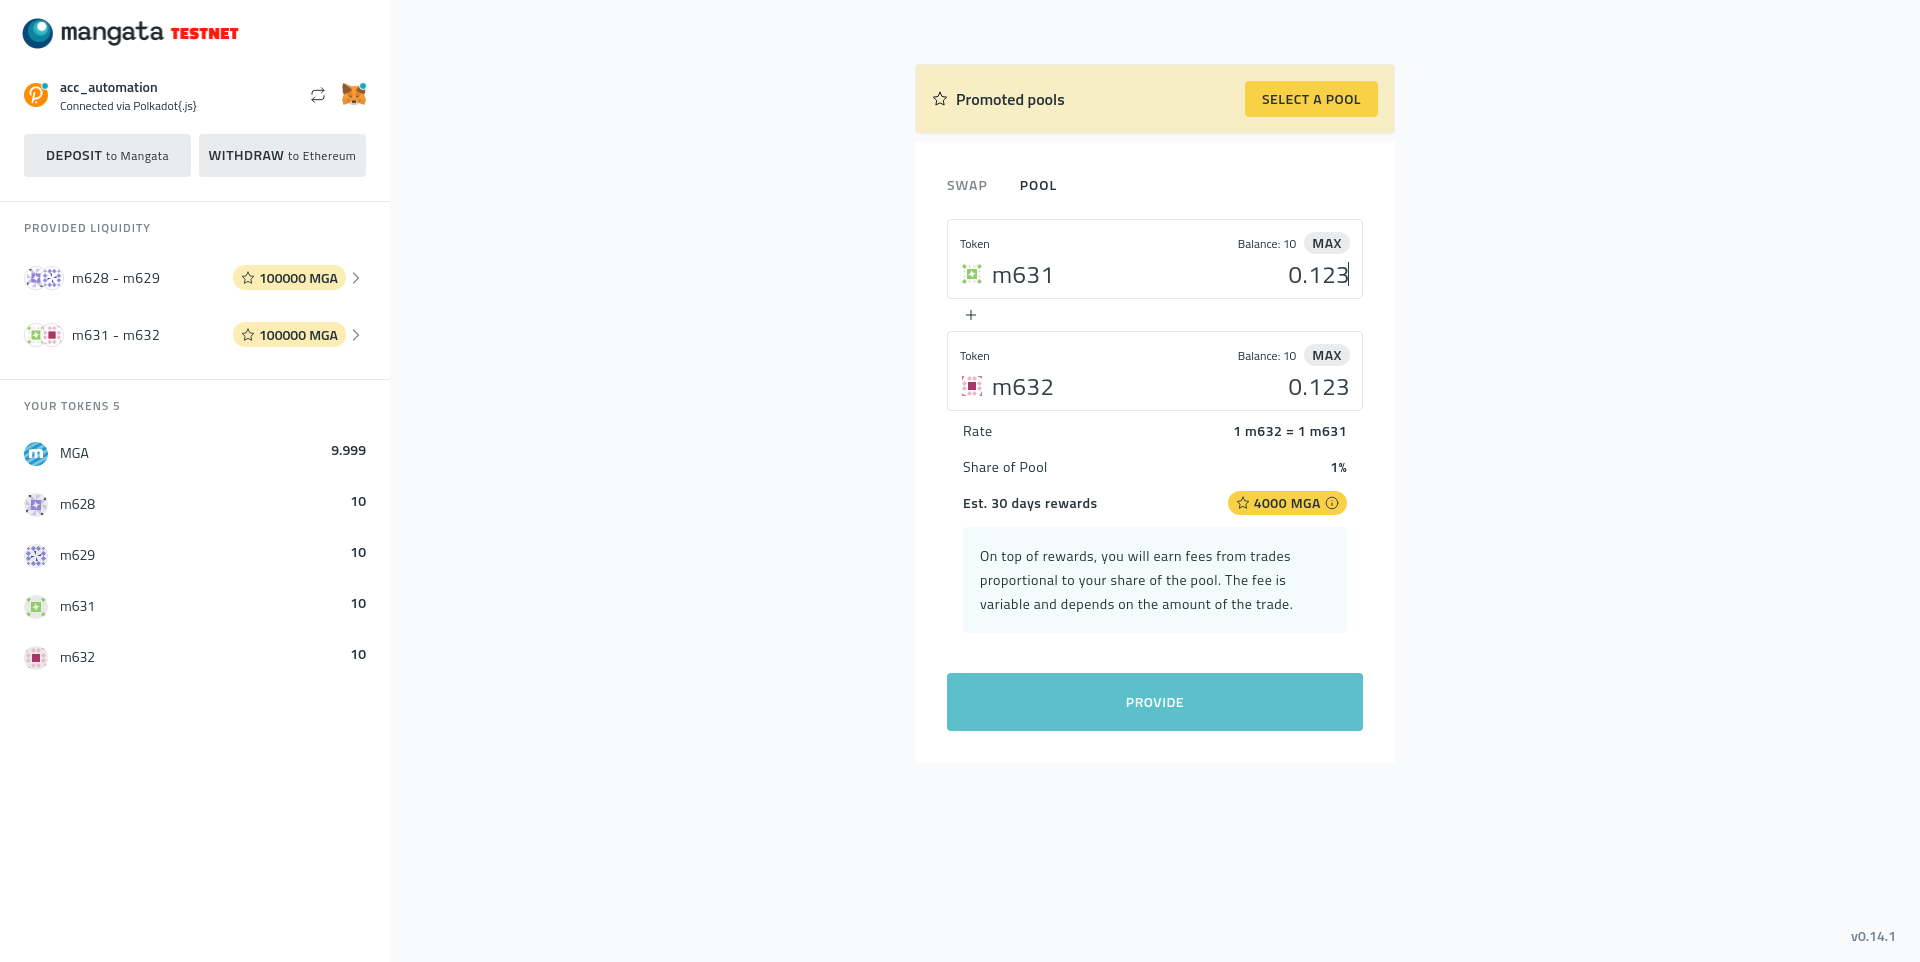 mangata TESTNET
acc_automation
Connected via Polkadot{.js}
DEPOSIT to Mangata
WITHDRAW to Ethereum
PROVIDED LIQUIDITY
m628 - m629
100000 MGA
m631 - m632
100000 MGA
YOUR TOKENS 5
MGA
9.999
m628
10
m629
10
m631
10
m632
10
Promoted pools
SELECT A POOL
SWAP
POOL
Token
Balance: 10
MAX
m631
0.123
Token
Balance: 10
MAX
m632
0.123
Rate
1 m632 = 1 m631
Share of Pool
1%
Est. 30 days rewards
4000 MGA
On top of rewards, you will earn fees from trades
proportional to your share of the pool. The fee is
variable and depends on the amount of the trade.
PROVIDE
v0.14.1